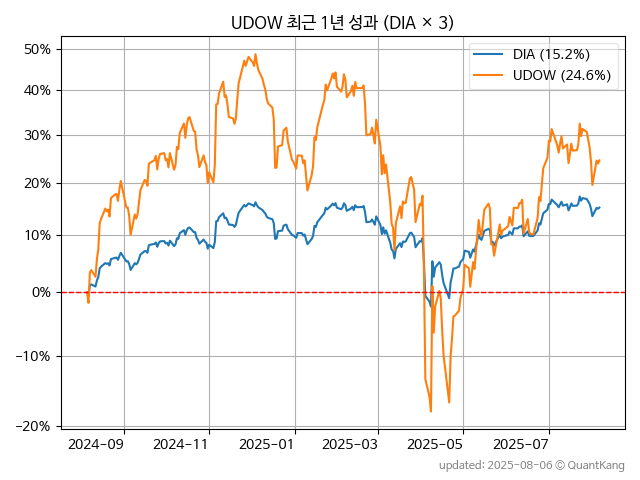 UDOW 최근 1년 성과 (DIA × 3)
DIA (15.2%)
UDOW (24.6%)
50%
40%
30%
20%
10%
0%
−10%
−20%
2024-09 2024-11 2025-01 2025-03 2025-05 2025-07
updated: 2025-08-06 © QuantKang